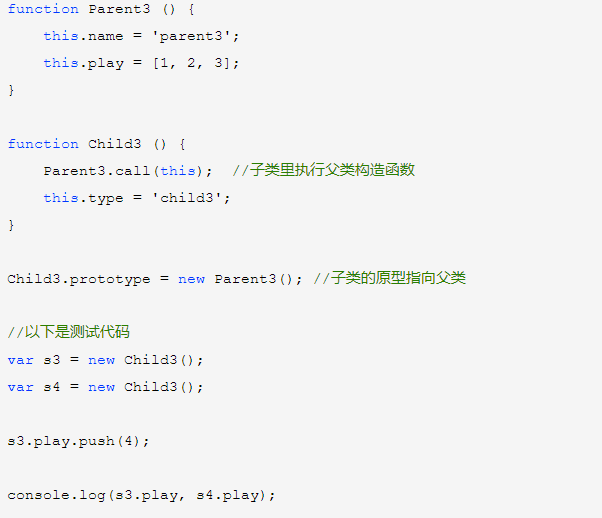 function Parent3 () {
    this.name = 'parent3';
    this.play = [1, 2, 3];
}
function Child3 () {
    Parent3.call(this);  //子类里执行父类构造函数
    this.type = 'child3';
}
Child3.prototype = new Parent3(); //子类的原型指向父类
//以下是测试代码
var s3 = new Child3();
var s4 = new Child3();
s3.play.push(4);
console.log(s3.play, s4.play);